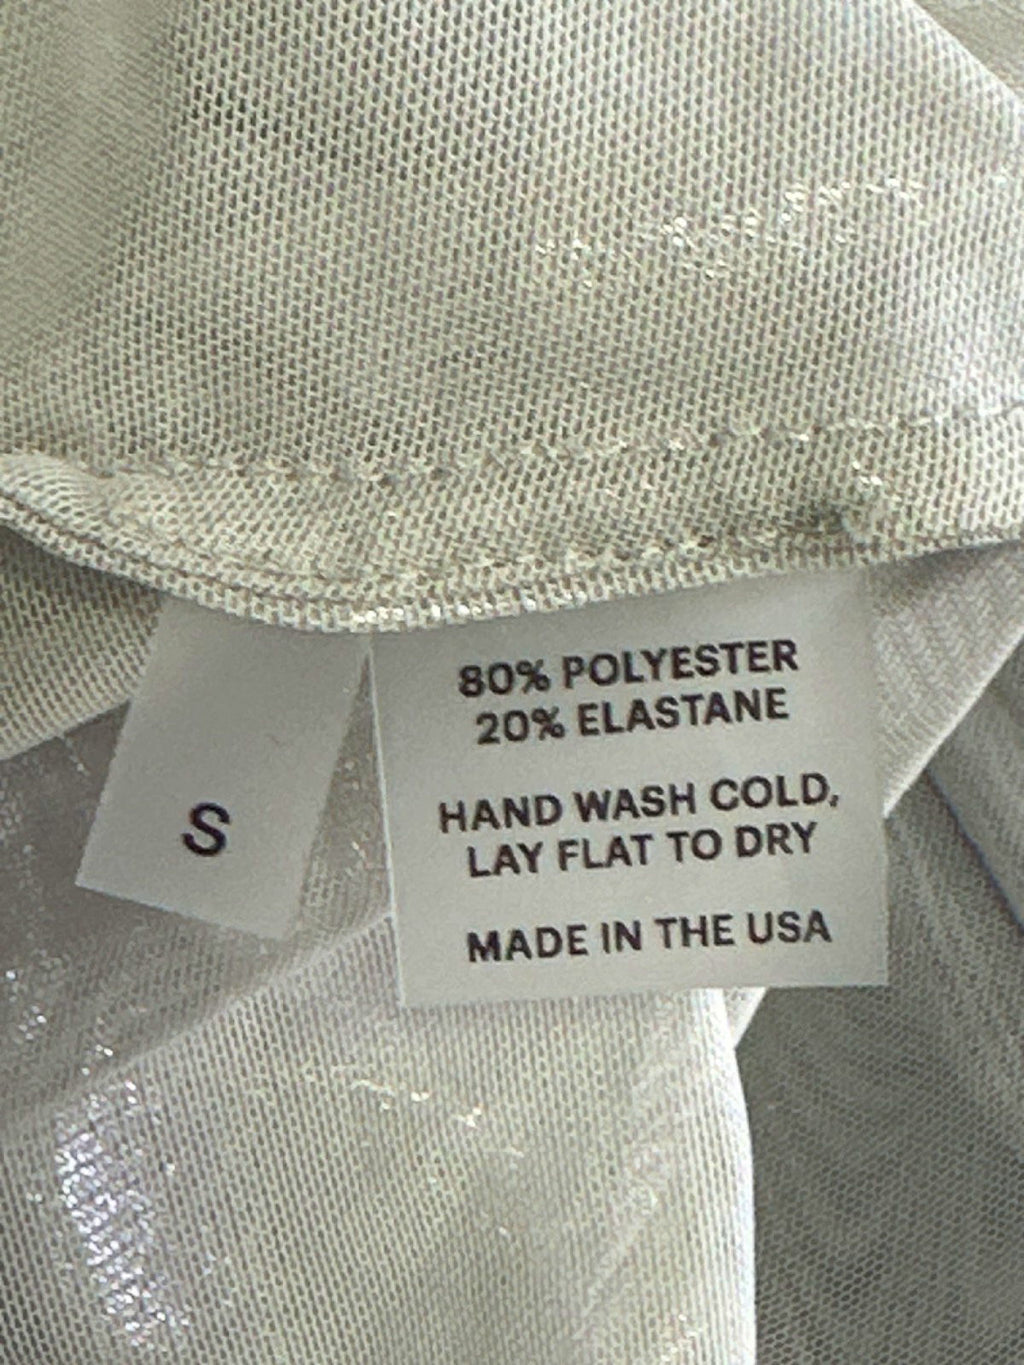 S
80% POLYESTER
20% ELASTANE
HAND WASH COLD,
LAY FLAT TO DRY
MADE IN THE USA